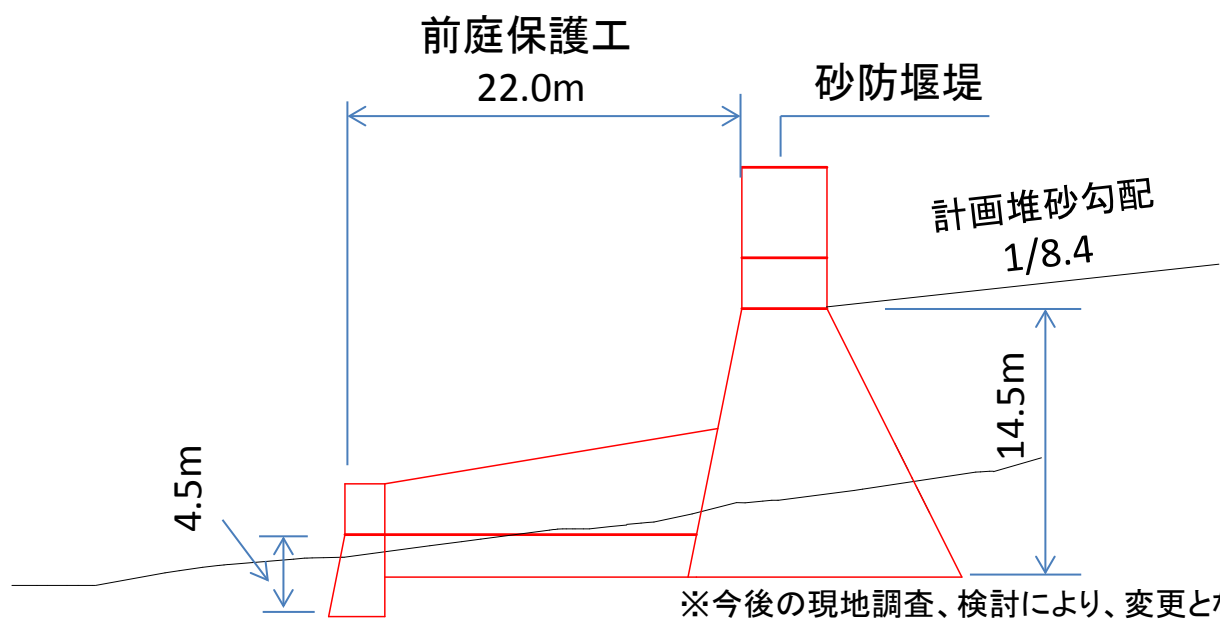 前庭保護工
22.0m
砂防堰堤
計画堆砂勾配
1/8.4
14.5m
4.5m
※今後の現地調査、検討により、変更と